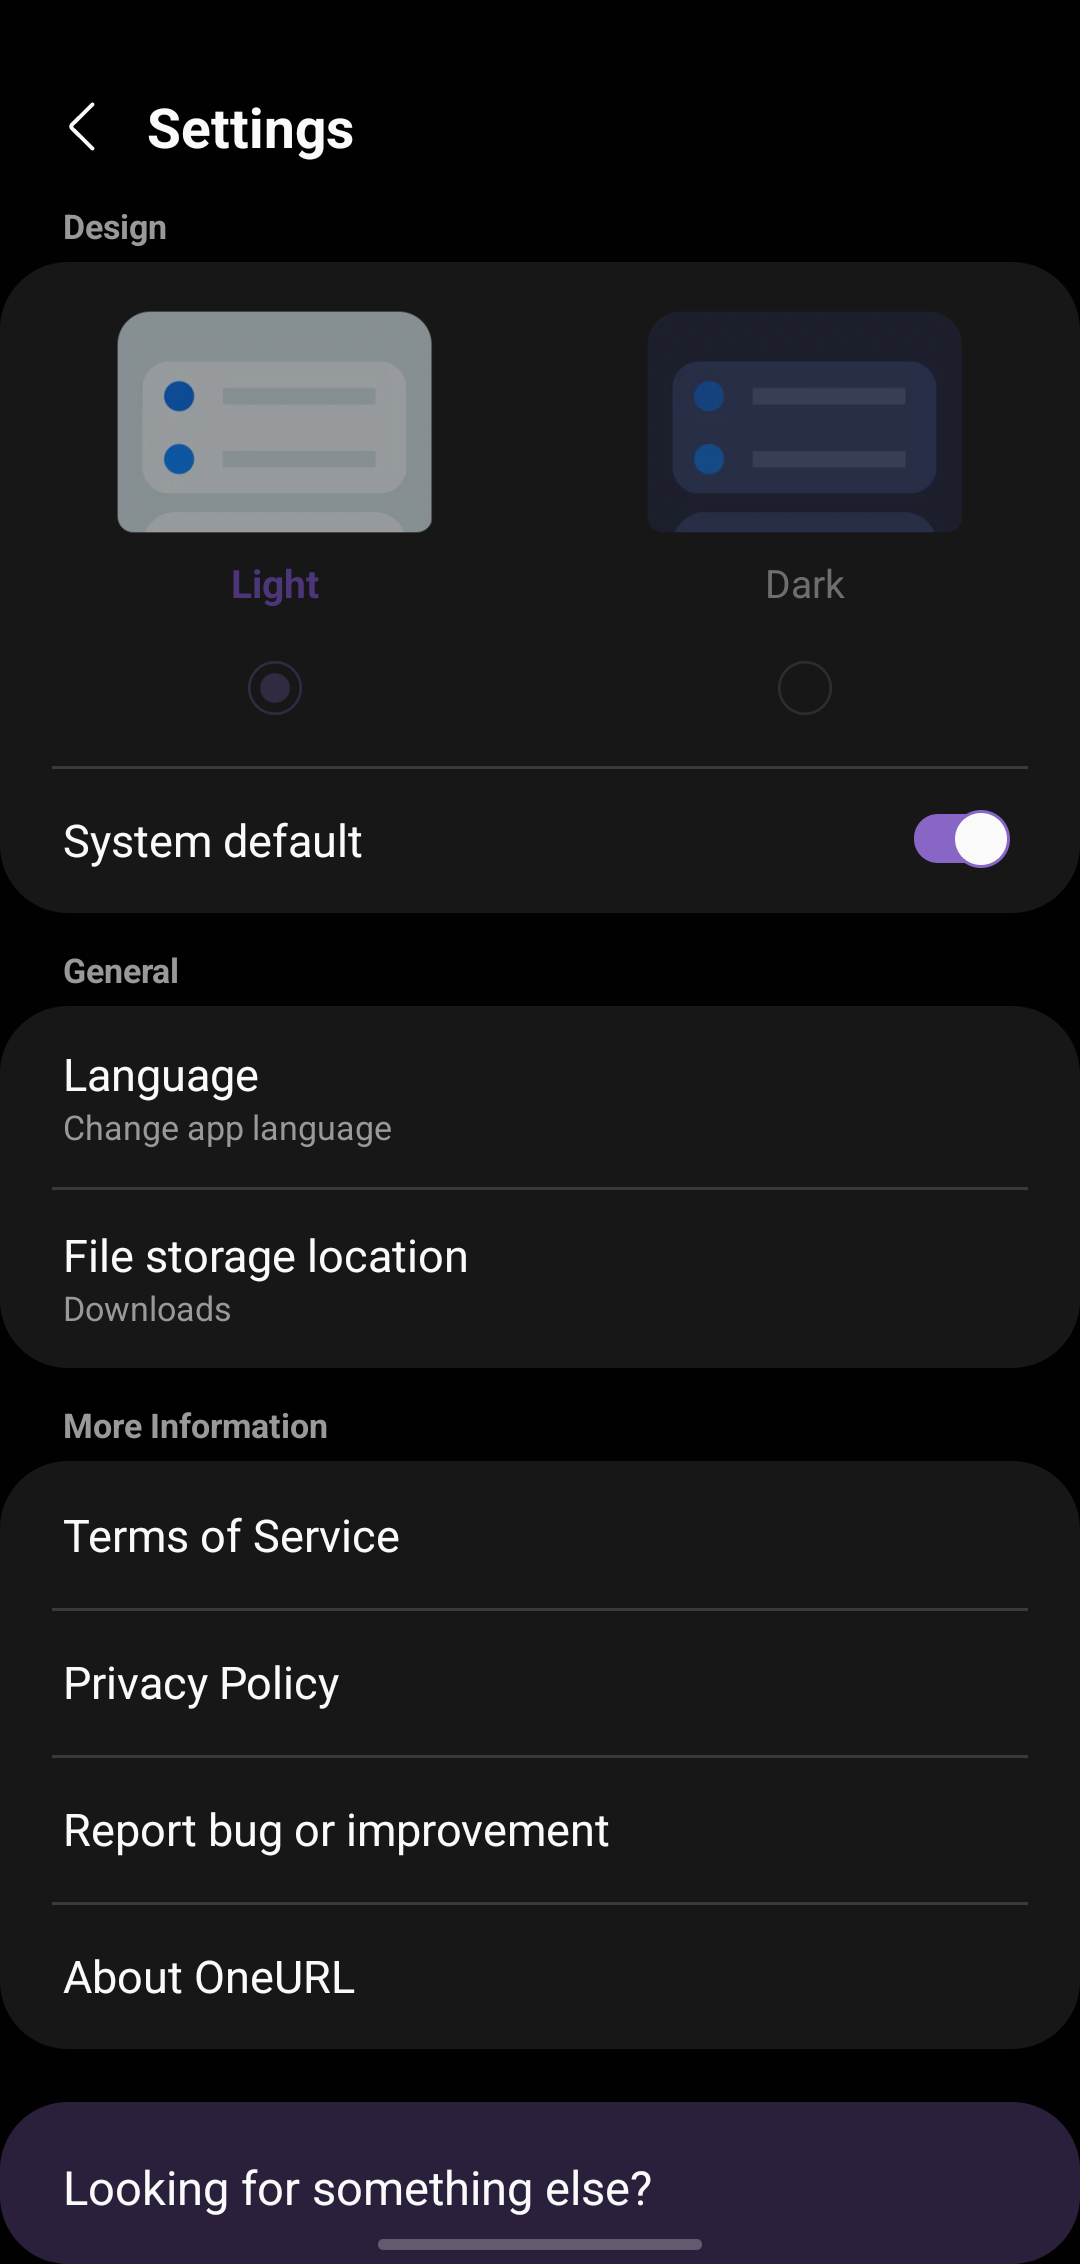 Settings
Design
Light
Dark
System default
General
Language
Change app language
File storage location
Downloads
More Information
Terms of Service
Privacy Policy
Report bug or improvement
About OneURL
Looking for something else?